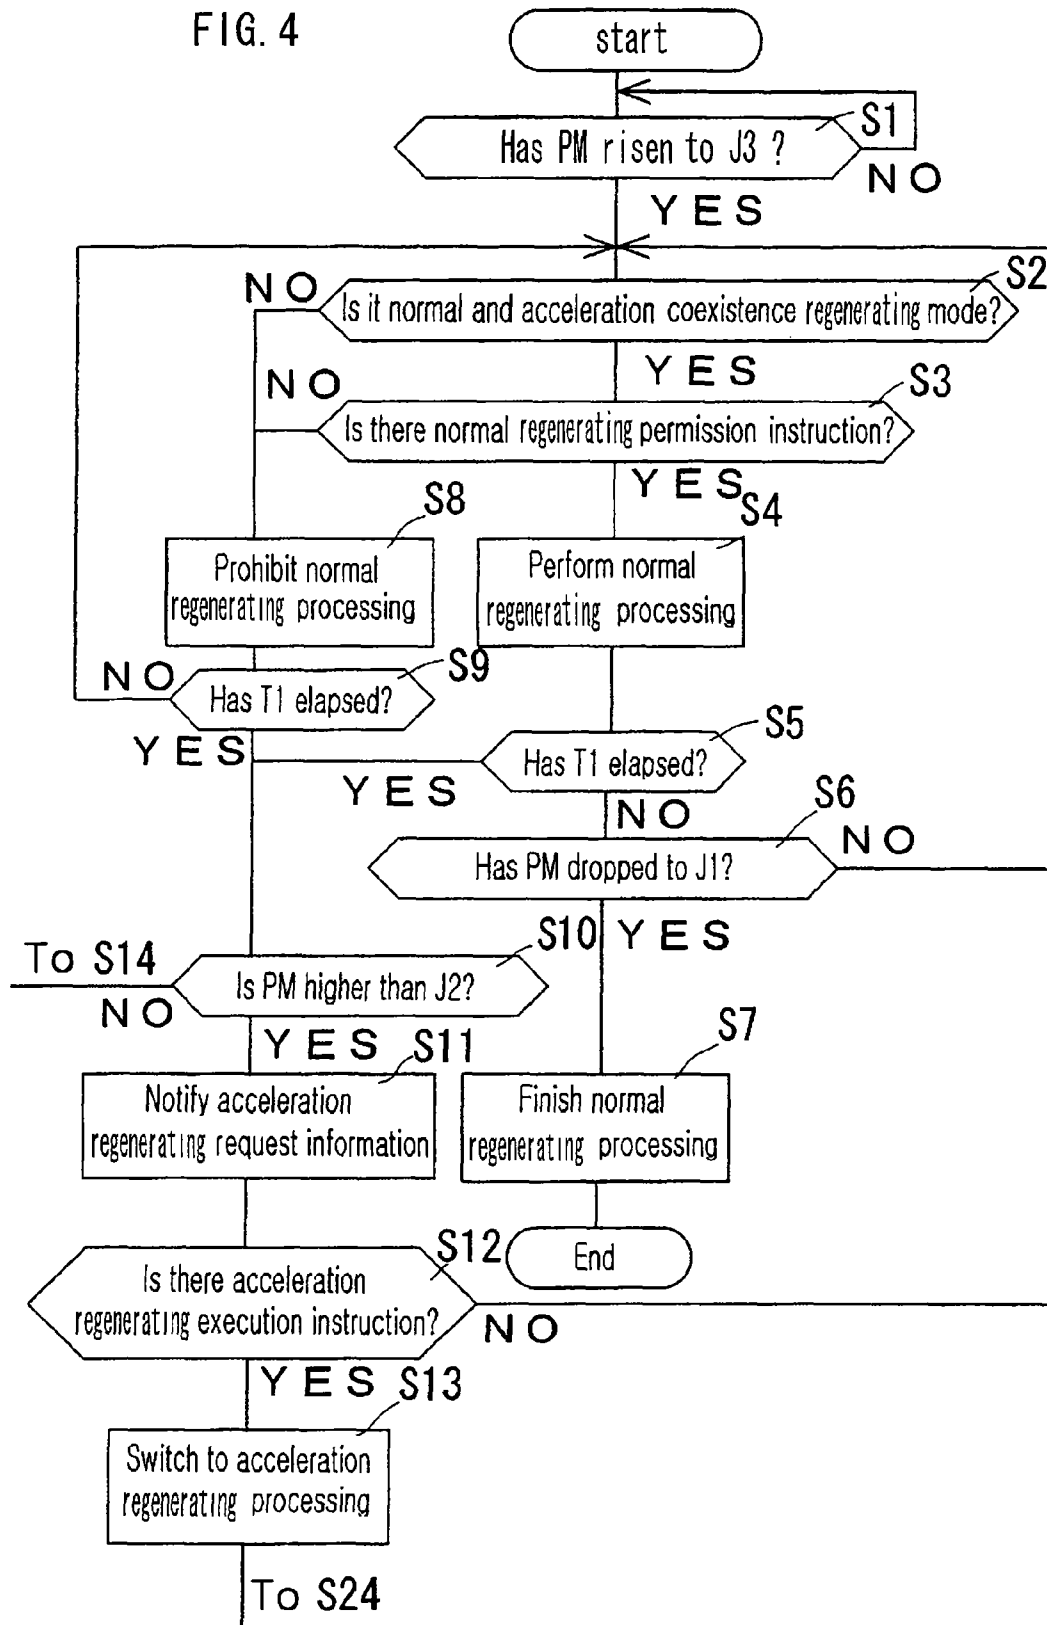 FIG. 4
start
S1
Has PM risen to J3 ?
NO
YES
S2
NO
Is it normal and acceleration coexistence regenerating mode?
YES
NO
S3
Is there normal regenerating permission instruction?
YES
S8
S4
Prohibit normal
regenerating processing
Perform normal
regenerating processing
NO
S9
Has T1 elapsed?
YES
S5
Has T1 elapsed?
YES
NO
S6
NO
Has PM dropped to J1?
YES
S10
To S14
Is PM higher than J2?
NO
YES
S11
S7
Notify acceleration
regenerating request information
Finish normal
regenerating processing
End
S12
Is there acceleration
regenerating execution instruction?
NO
YES
S13
Switch to acceleration
regenerating processing
To S24